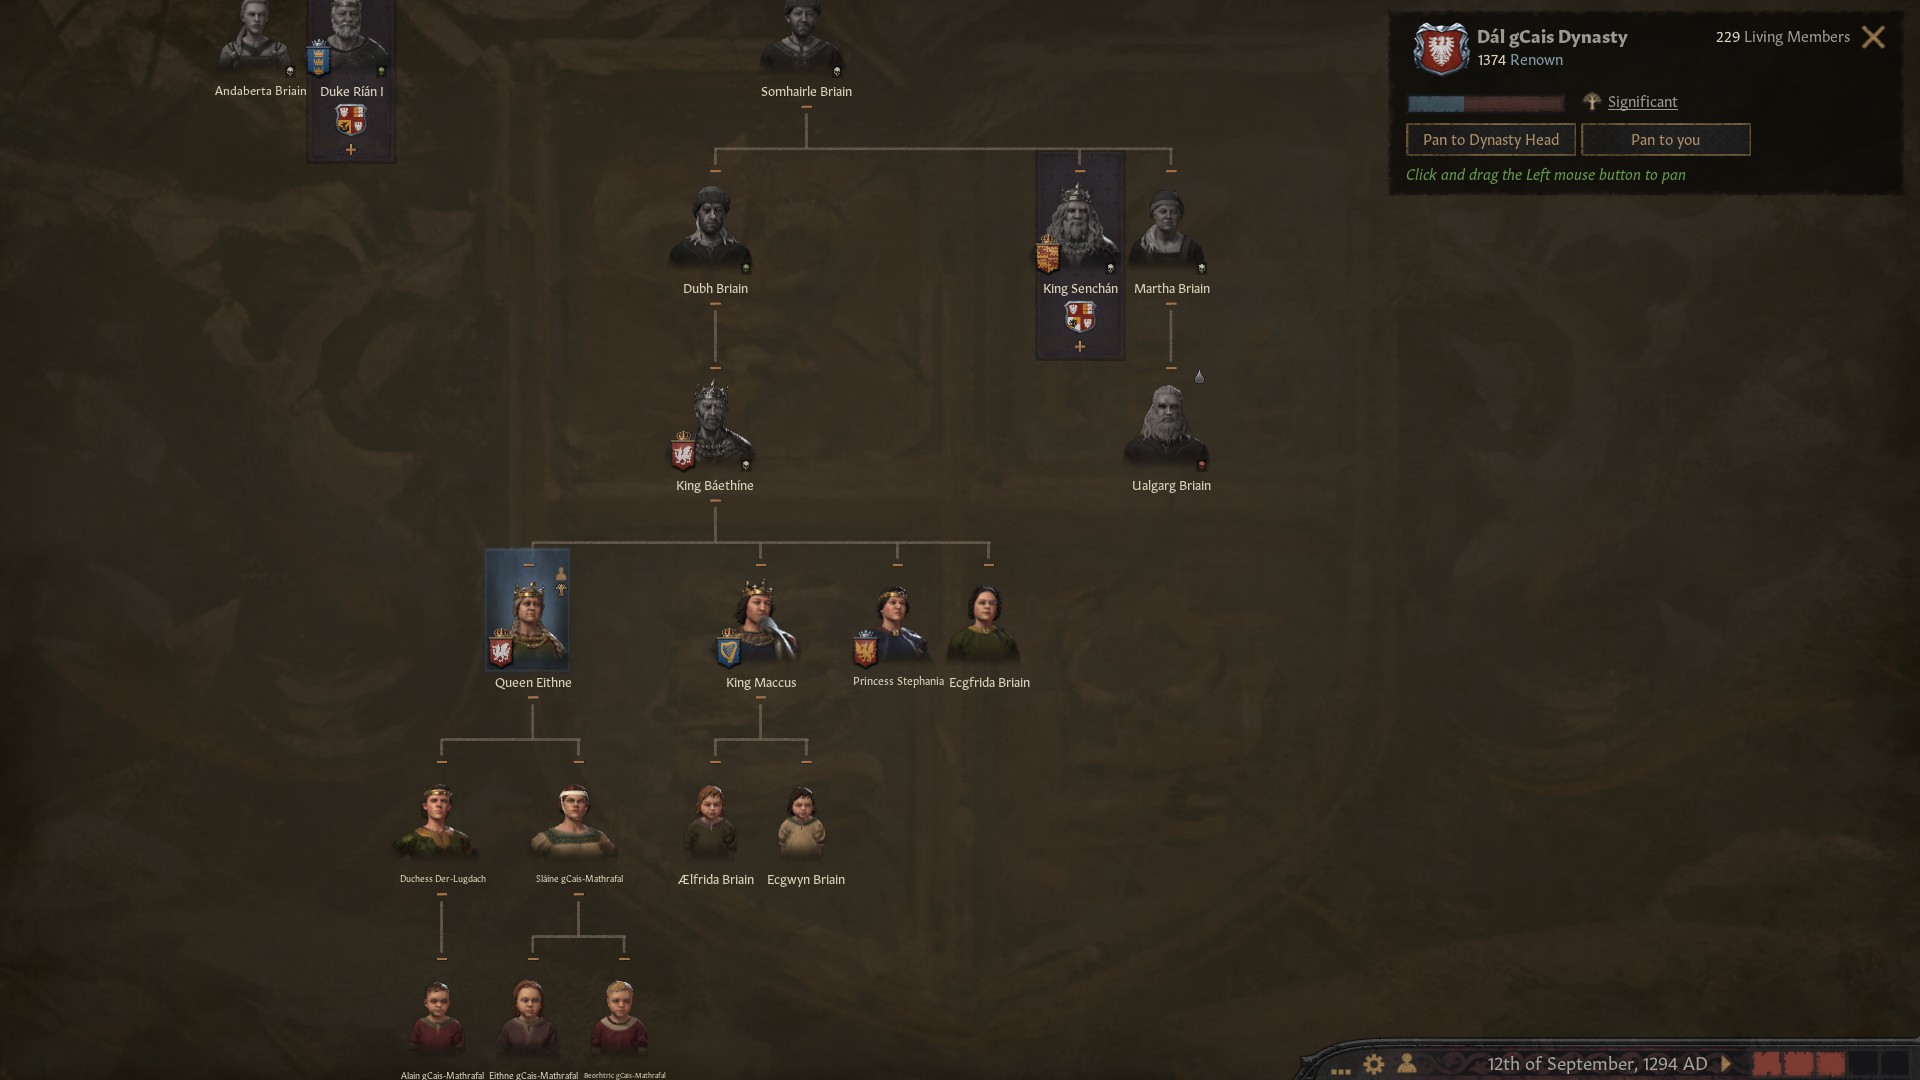 Dál gCais Dynasty
229 Living Members
1374 Renown
Significant
Pan to Dynasty Head
Pan to you
Click and drag the Left mouse button to pan
Andaberta Briain
Duke Ríán I
Somhairle Briain
Dubh Briain
King Senchán
Martha Briain
King Báethíne
Ualgarg Briain
Queen Eithne
King Maccus
Princess Stephania
Ecgfrida Briain
Duchess Der-Lugdach
Sláine gCais-Mathrafal
Ælfrida Briain
Ecgwyn Briain
Alain gCais-Mathrafal
Eithne gCais-Mathrafal
Beorhtric gCais-Mathrafal
12th of September, 1294 AD